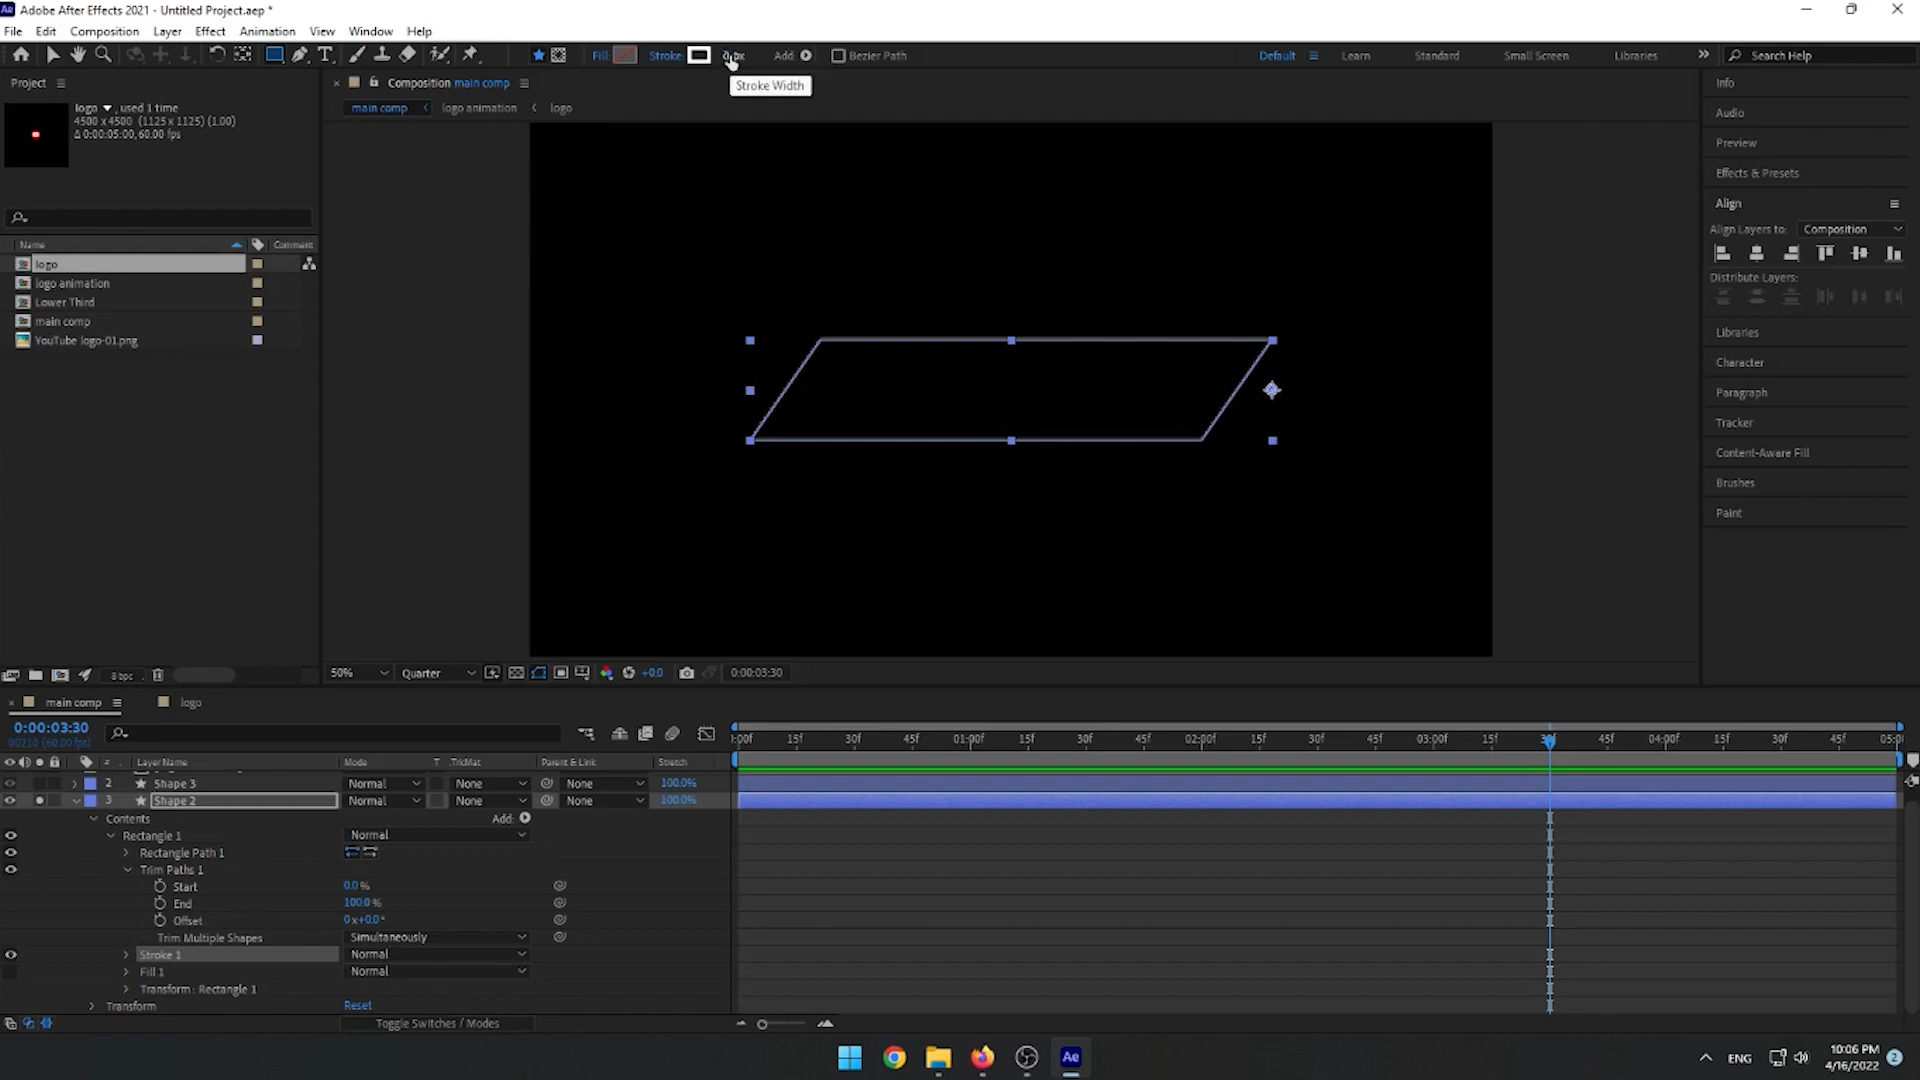 Adobe After Effects 2021 - Untitled Project.aep *
File Edit Composition Layer Effect Animation View Window Help
Fill: Stroke: Add: Bezier Path Default Learn Standard Small Screen Libraries Search Help
Stroke Width
Project
logo , used 1 time
4500 x 4500 (1125 x 1125) (1.00)
Δ 0:00:05:00, 60.00 fps
Name Comment
logo
logo animation
Lower Third
main comp
YouTube logo-01.png
8 bpc
Composition main comp
main comp logo animation logo
50% Quarter +0.0 0:00:03:30
Info
Audio
Preview
Effects & Presets
Align
Align Layers to: Composition
Distribute Layers:
Libraries
Character
Paragraph
Tracker
Content-Aware Fill
Brushes
Paint
main comp logo
0:00:03:30
00210 (60.00 fps)
Layer Name Mode T .TrkMat Parent & Link Stretch
15f 30f 45f 01:00f 15f 30f 45f 02:00f 15f 30f 45f 03:00f 15f 45f 04:00f 15f 30f 45f
2 Shape 3 Normal None None 100.0%
3 Shape 2 Normal None None 100.0%
Contents Add:
Rectangle 1 Normal
Rectangle Path 1
Trim Paths 1
Start 0.0 %
End 100.0 %
Offset 0 x +0.0 °
Trim Multiple Shapes Simultaneously
Stroke 1 Normal
Fill 1 Normal
Transform : Rectangle 1
Transform Reset
Toggle Switches / Modes
Ae
ENG 10:06 PM
4/16/2022 2